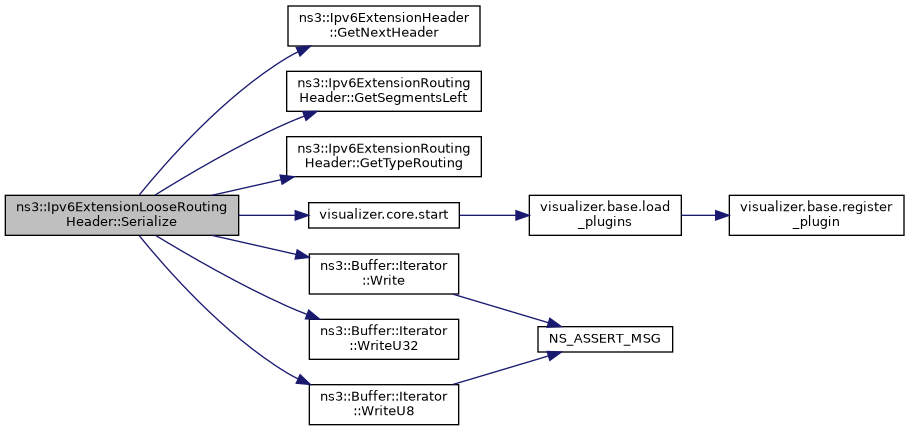 ns3::Ipv6ExtensionHeader
::GetNextHeader
ns3::Ipv6ExtensionRouting
Header::GetSegmentsLeft
ns3::Ipv6ExtensionRouting
Header::GetTypeRouting
ns3::Ipv6ExtensionLooseRouting
Header::Serialize
visualizer.core.start
visualizer.base.load
_plugins
visualizer.base.register
_plugin
ns3::Buffer::Iterator
::Write
ns3::Buffer::Iterator
::WriteU32
NS_ASSERT_MSG
ns3::Buffer::Iterator
::WriteU8